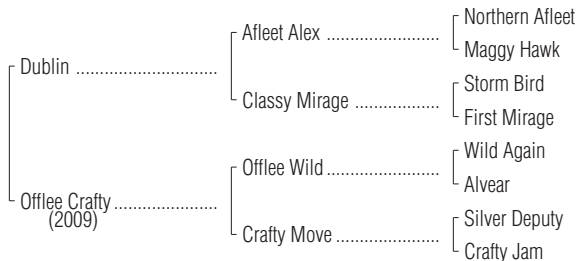 Northern Afleet
Afleet Alex ........................
Maggy Hawk
Dublin ..............................
Storm Bird
Classy Mirage ..................
First Mirage
Wild Again
Offlee Wild ........................
Alvear
Offlee Crafty ......................
(2009)
Silver Deputy
Crafty Move ......................
Crafty Jam